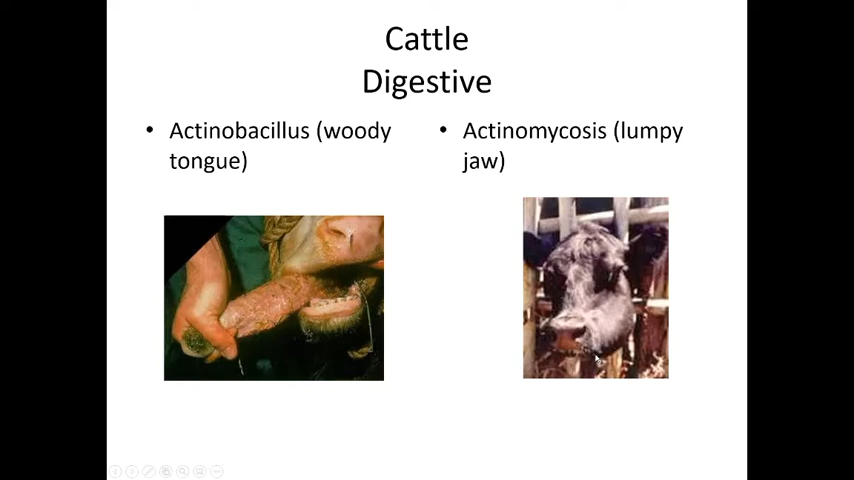 Cattle
Digestive
• Actinobacillus (woody
tongue)
• Actinomycosis (lumpy
jaw)